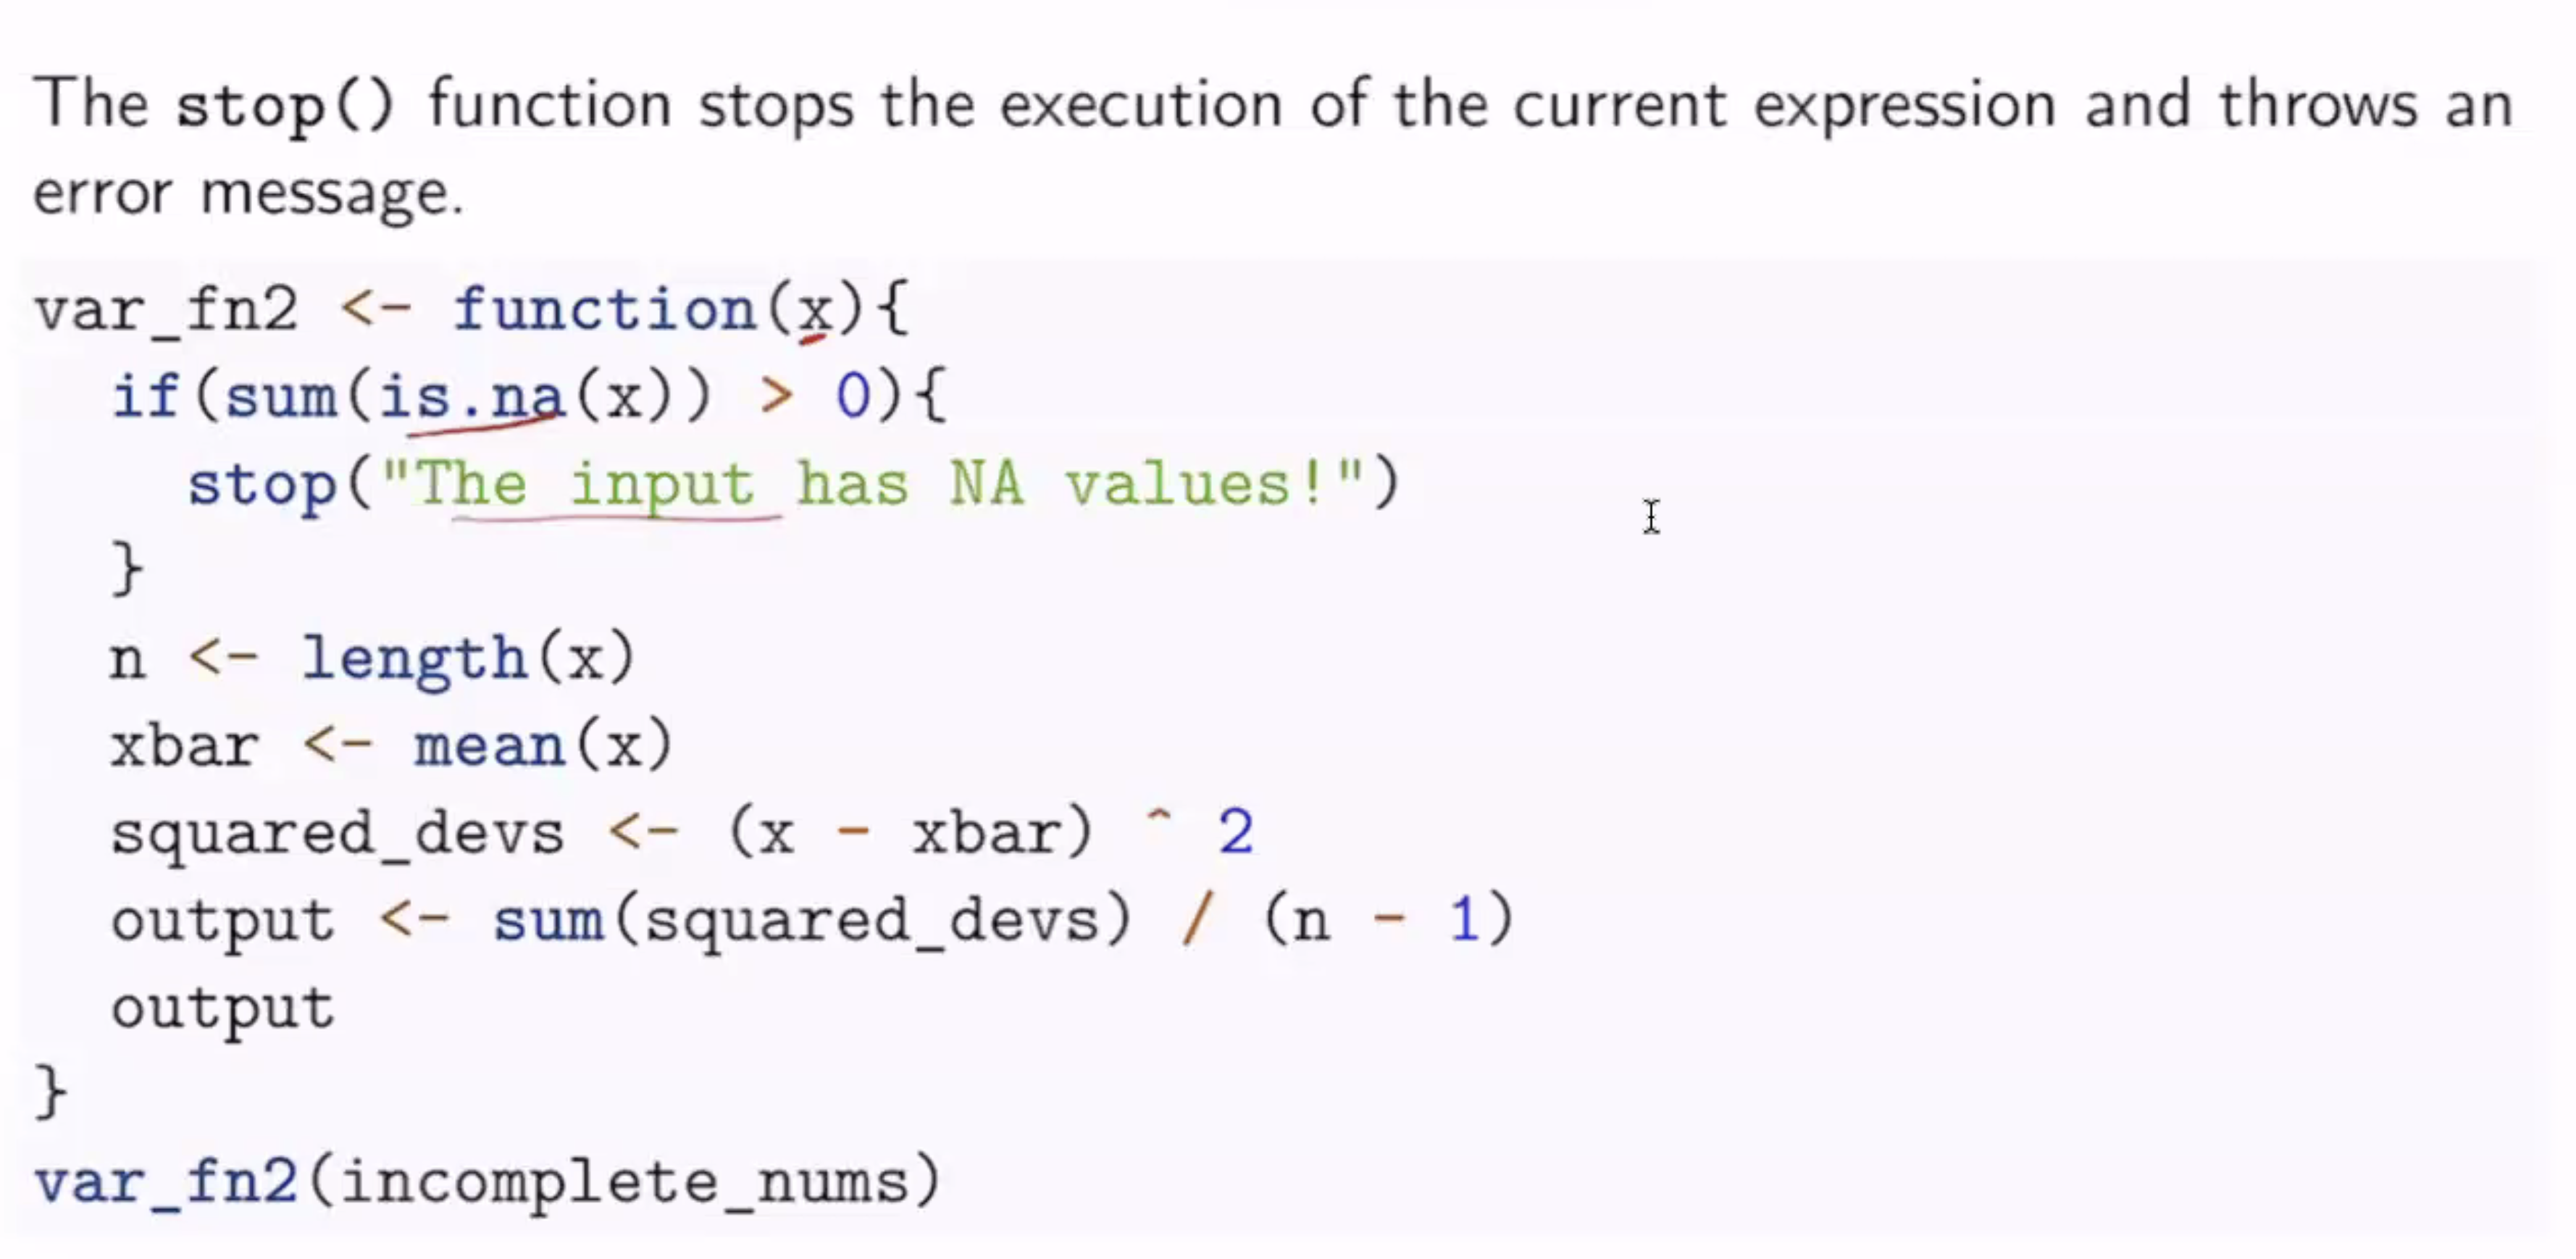 The stop() function stops the execution of the current expression and throws an
error message.
var_fn2 <- function(x){
  if(sum(is.na(x)) > 0){
    stop("The input has NA values!")
  }
  n <- length(x)
  xbar <- mean(x)
  squared_devs <- (x - xbar) ^ 2
  output <- sum(squared_devs) / (n - 1)
  output
}
var_fn2(incomplete_nums)